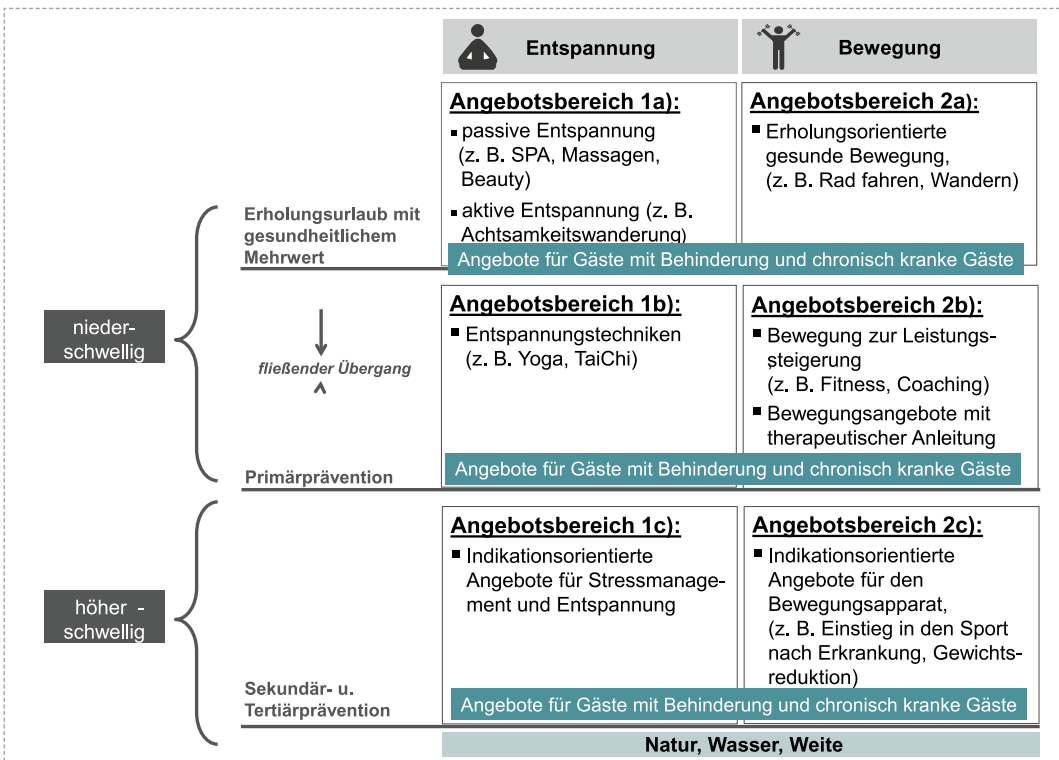 Entspannung
Bewegung
Angebotsbereich 1a):
▪ passive Entspannung
(z. B. SPA, Massagen,
Beauty)
▪ aktive Entspannung (z. B.
Achtsamkeitswanderung)
Angebotsbereich 2a):
▪ Erholungsorientierte
gesunde Bewegung,
(z. B. Rad fahren, Wandern)
Erholungsurlaub mit
gesundheitlichem
Mehrwert
Angebote für Gäste mit Behinderung und chronisch kranke Gäste
nieder-
schwellig
fließender Übergang
Angebotsbereich 1b):
▪ Entspannungstechniken
(z. B. Yoga, TaiChi)
Angebotsbereich 2b):
▪ Bewegung zur Leistungs-
steigerung
(z. B. Fitness, Coaching)
▪ Bewegungsangebote mit
therapeutischer Anleitung
Primärprävention
Angebote für Gäste mit Behinderung und chronisch kranke Gäste
höher -
schwellig
Angebotsbereich 1c):
▪ Indikationsorientierte
Angebote für Stressmanage-
ment und Entspannung
Angebotsbereich 2c):
▪ Indikationsorientierte
Angebote für den
Bewegungsapparat,
(z. B. Einstieg in den Sport
nach Erkrankung, Gewichts-
reduktion)
Sekundär- u.
Tertiärprävention
Angebote für Gäste mit Behinderung und chronisch kranke Gäste
Natur, Wasser, Weite